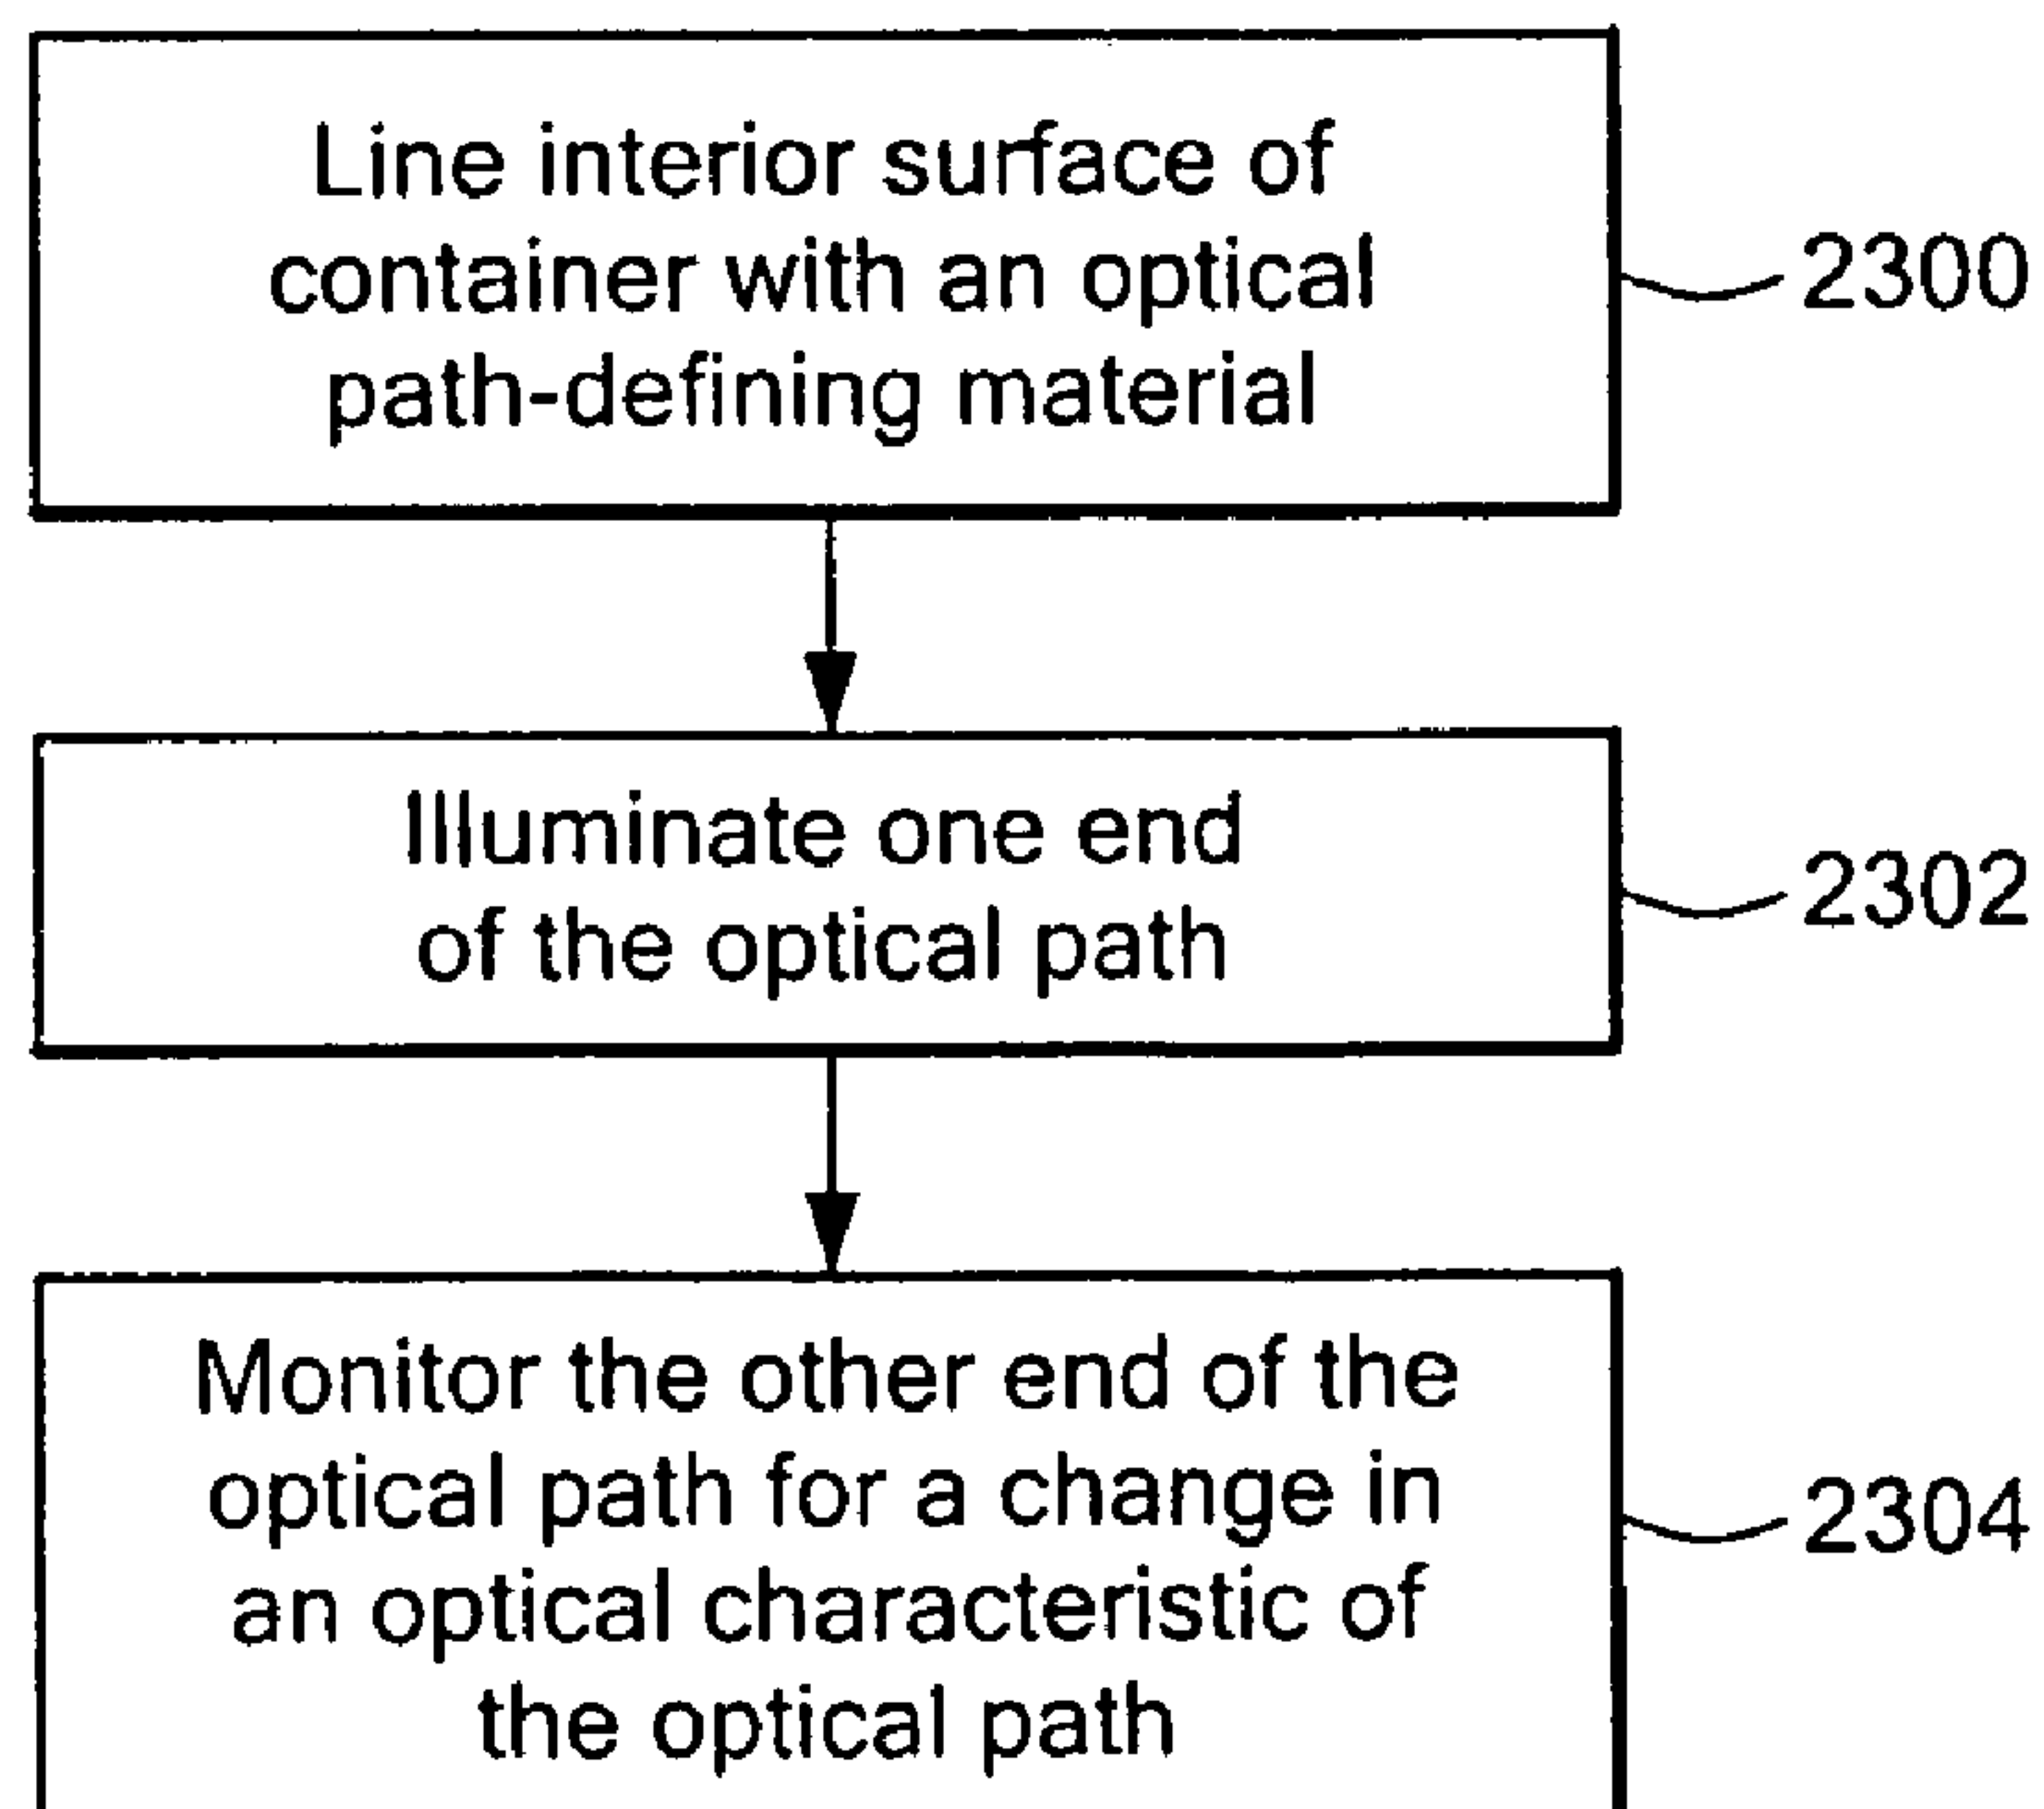 Line interior surface of
container with an optical
path-defining material
2300
Illuminate one end
of the optical path
2302
Monitor the other end of the
optical path for a change in
an optical characteristic of
the optical path
2304